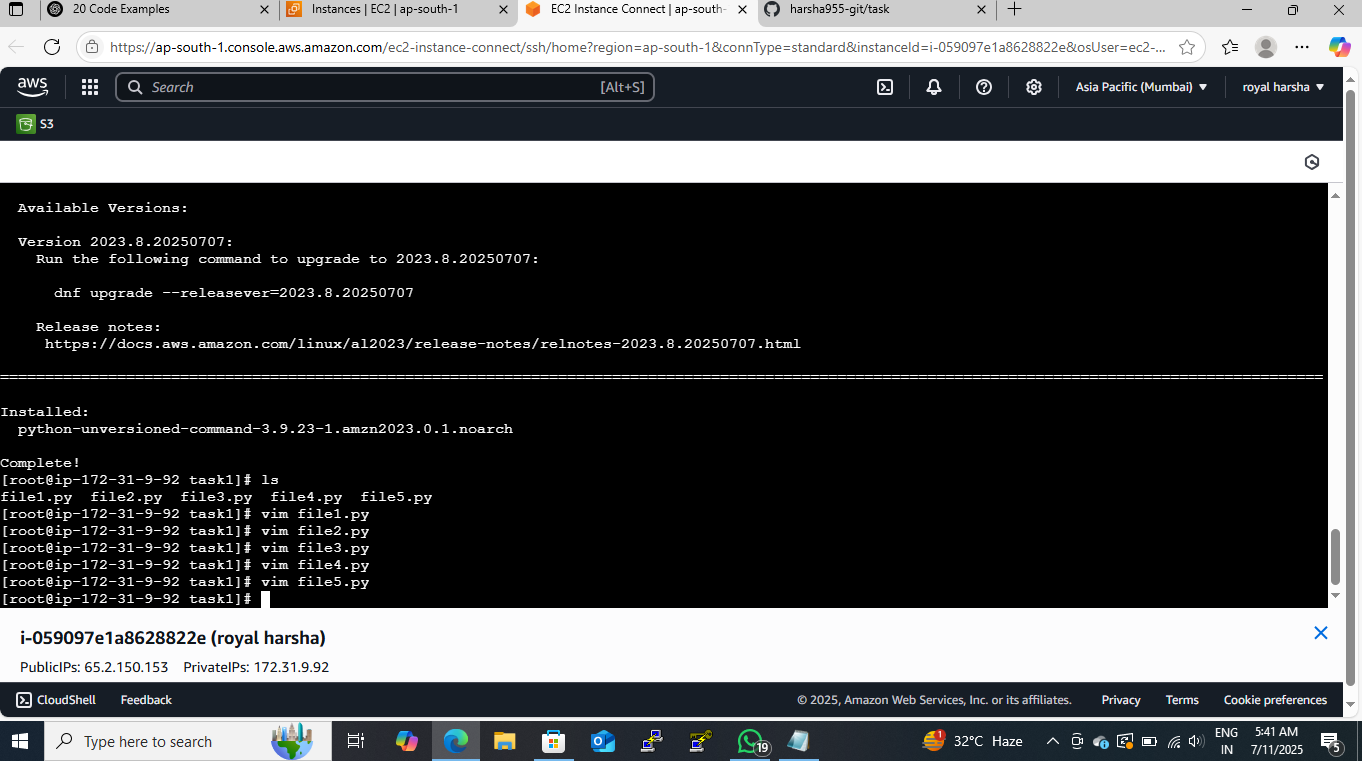 20 Code Examples
Instances | EC2 | ap-south-1
EC2 Instance Connect | ap-south-
harsha955-git/task
https://ap-south-1.console.aws.amazon.com/ec2-instance-connect/ssh/home?region=ap-south-1&connType=standard&instanceId=i-059097e1a8628822e&osUser=ec2-...
aws
Search
[Alt+S]
Asia Pacific (Mumbai)
royal harsha
S3
Available Versions:
Version 2023.8.20250707:
Run the following command to upgrade to 2023.8.20250707:
dnf upgrade --releasever=2023.8.20250707
Release notes:
https://docs.aws.amazon.com/linux/al2023/release-notes/relnotes-2023.8.20250707.html
Installed:
python-unversioned-command-3.9.23-1.amzn2023.0.1.noarch
Complete!
[root@ip-172-31-9-92 task1]# ls
file1.py file2.py file3.py file4.py file5.py
[root@ip-172-31-9-92 task1]# vim file1.py
[root@ip-172-31-9-92 task1]# vim file2.py
[root@ip-172-31-9-92 task1]# vim file3.py
[root@ip-172-31-9-92 task1]# vim file4.py
[root@ip-172-31-9-92 task1]# vim file5.py
[root@ip-172-31-9-92 task1]#
i-059097e1a8628822e (royal harsha)
PublicIPs: 65.2.150.153 PrivateIPs: 172.31.9.92
CloudShell Feedback
© 2025, Amazon Web Services, Inc. or its affiliates. Privacy Terms Cookie preferences
Type here to search
19
1
32°C Haze
ENG
IN
5:41 AM
7/11/2025
5